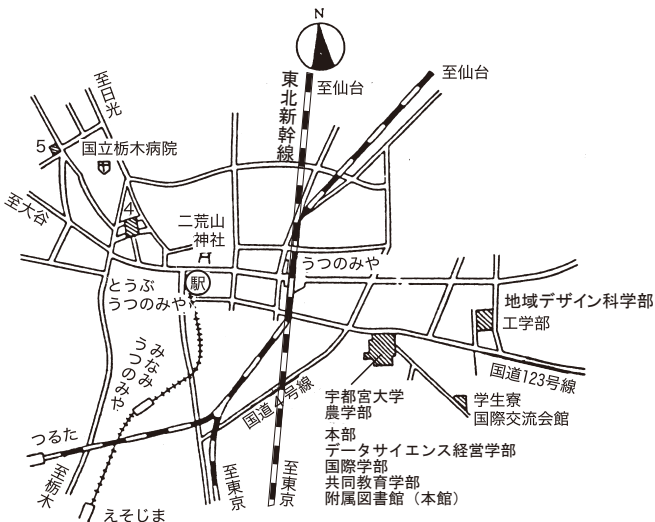 N
至仙台
至仙台
東北新幹線
至日光
5
国立栃木病院
至大谷
4
二荒山
神社
うつのみや
駅
とうぶ
うつのみや
地域デザイン科学部
工学部
みなみ
うつのみや
国道123号線
国道4号線
宇都宮大学
農学部
本部
データサイエンス経営学部
国際学部
共同教育学部
附属図書館(本館)
学生寮
国際交流会館
つるた
至栃木
至東京
至東京
えそじま